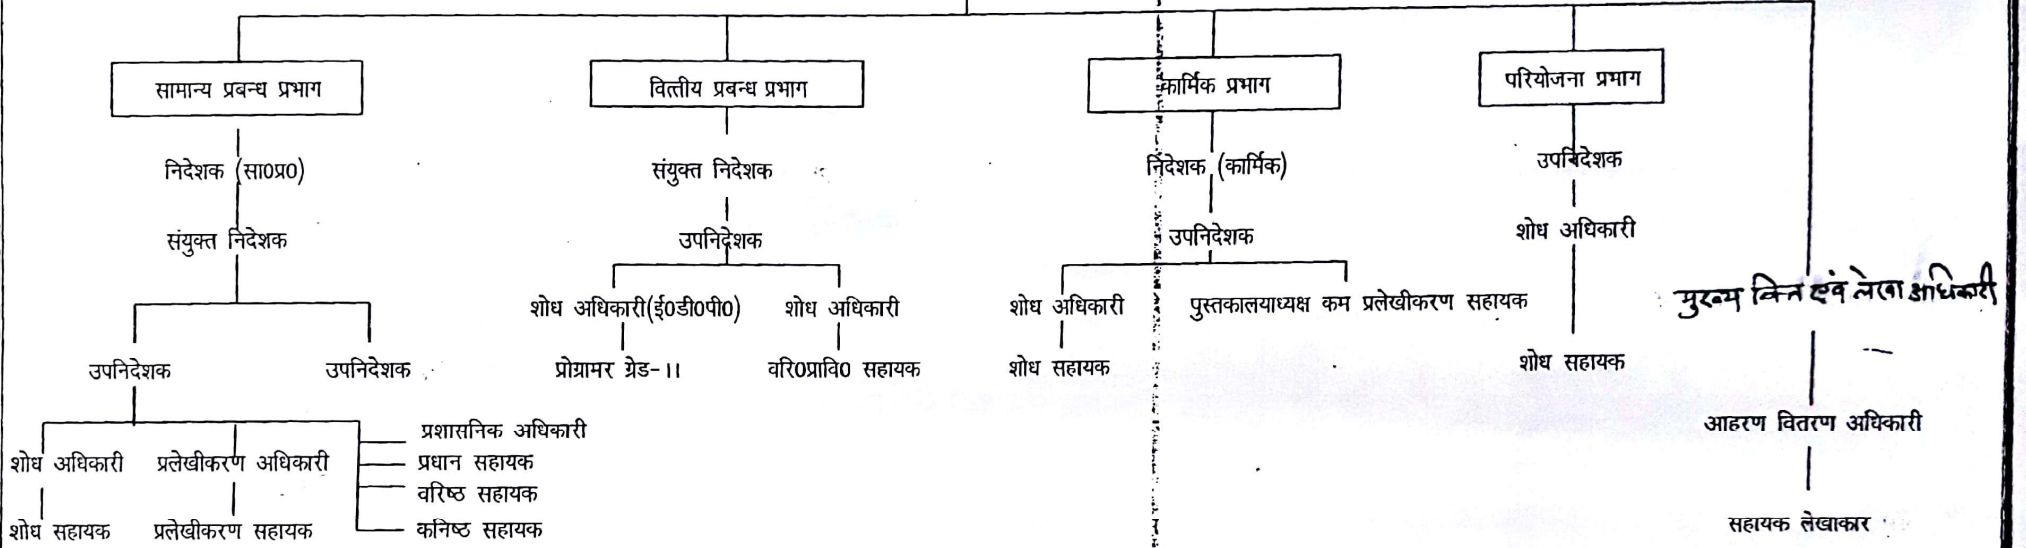 सामान्य प्रबन्ध प्रभाग
वित्तीय प्रबन्ध प्रभाग
कार्मिक प्रभाग
परियोजना प्रभाग
निदेशक (सा0प्र0)
संयुक्त निदेशक
निदेशक (कार्मिक)
उपनिदेशक
संयुक्त निदेशक
उपनिदेशक
उपनिदेशक
शोध अधिकारी
शोध अधिकारी(ई0डी0पी0)
शोध अधिकारी
शोध अधिकारी
पुस्तकालयाध्यक्ष कम प्रलेखीकरण सहायक
मुख्य वित्त एवं लेखा अधिकारी
उपनिदेशक
उपनिदेशक
प्रोग्रामर ग्रेड-II
वरि0प्रावि0 सहायक
शोध सहायक
शोध सहायक
आहरण वितरण अधिकारी
प्रशासनिक अधिकारी
शोध अधिकारी
प्रलेखीकरण अधिकारी
प्रधान सहायक
वरिष्ठ सहायक
शोध सहायक
प्रलेखीकरण सहायक
कनिष्ठ सहायक
सहायक लेखाकार